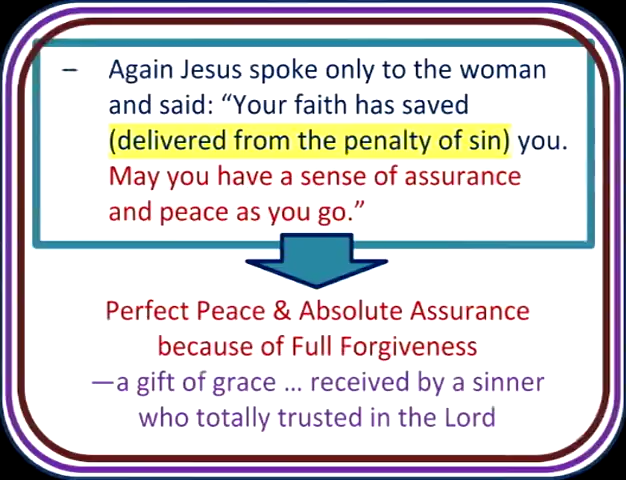 – Again Jesus spoke only to the woman
and said: “Your faith has saved
(delivered from the penalty of sin) you.
May you have a sense of assurance
and peace as you go.”
Perfect Peace & Absolute Assurance
because of Full Forgiveness
—a gift of grace ... received by a sinner
who totally trusted in the Lord